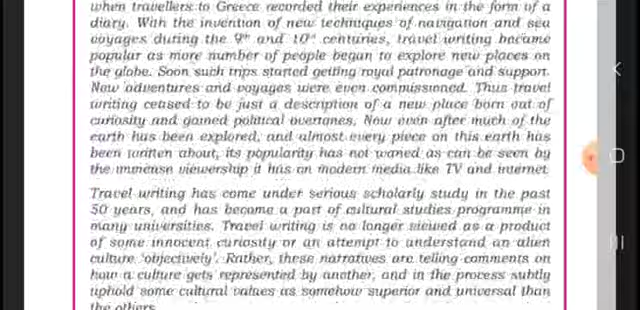 when travellers to Greece recorded their experiences in the form of a
diary. With the invention of new techniques of navigation and sea
voyages during the 9th and 10th centuries, travel writing became
popular as more number of people began to explore new places on
the globe. Soon such trips started getting royal patronage and support.
Now adventures and voyages were even commissioned. Thus travel
writing ceased to be just a description of a new place born out of
curiosity and gained political overtones. Now even after much of the
earth has been explored, and almost every piece on this earth has
been written about, its popularity has not waned as can be seen by
the immense viewership it has on modern media like TV and internet.
Travel writing has come under serious scholarly study in the past
50 years, and has become a part of cultural studies programme in
many universities. Travel writing is no longer viewed as a product
of some innocent curiosity or an attempt to understand an alien
culture 'objectively'. Rather, these narratives are telling comments on
how a culture gets represented by another, and in the process subtly
uphold some cultural values as somehow superior and universal than
the others.